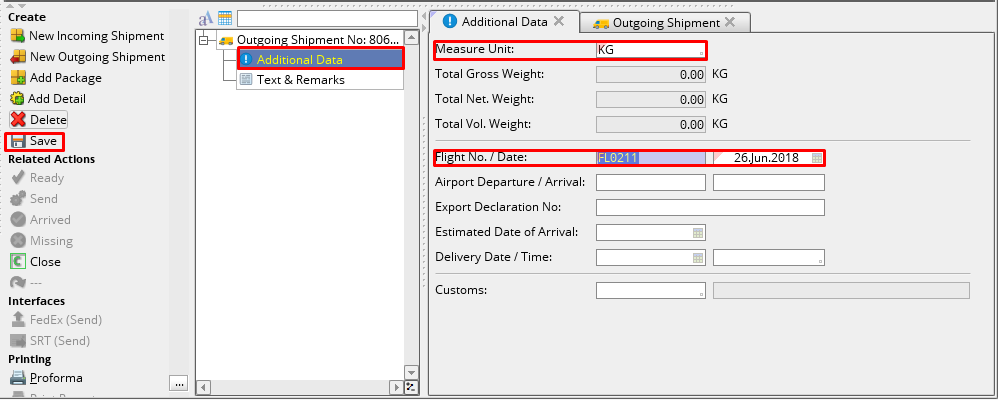 Create
New Incoming Shipment
New Outgoing Shipment
Add Package
Add Detail
Delete
Save
Related Actions
Ready
Send
Arrived
Missing
Close
---
Interfaces
FedEx (Send)
SRT (Send)
Printing
Proforma
...
Outgoing Shipment No: 806...
Additional Data
Text & Remarks
Additional Data
Outgoing Shipment
Measure Unit: KG
Total Gross Weight: 0.00 KG
Total Net. Weight: 0.00 KG
Total Vol. Weight: 0.00 KG
Flight No. / Date: FL0211 26.Jun.2018
Airport Departure / Arrival:
Export Declaration No:
Estimated Date of Arrival:
Delivery Date / Time:
Customs: